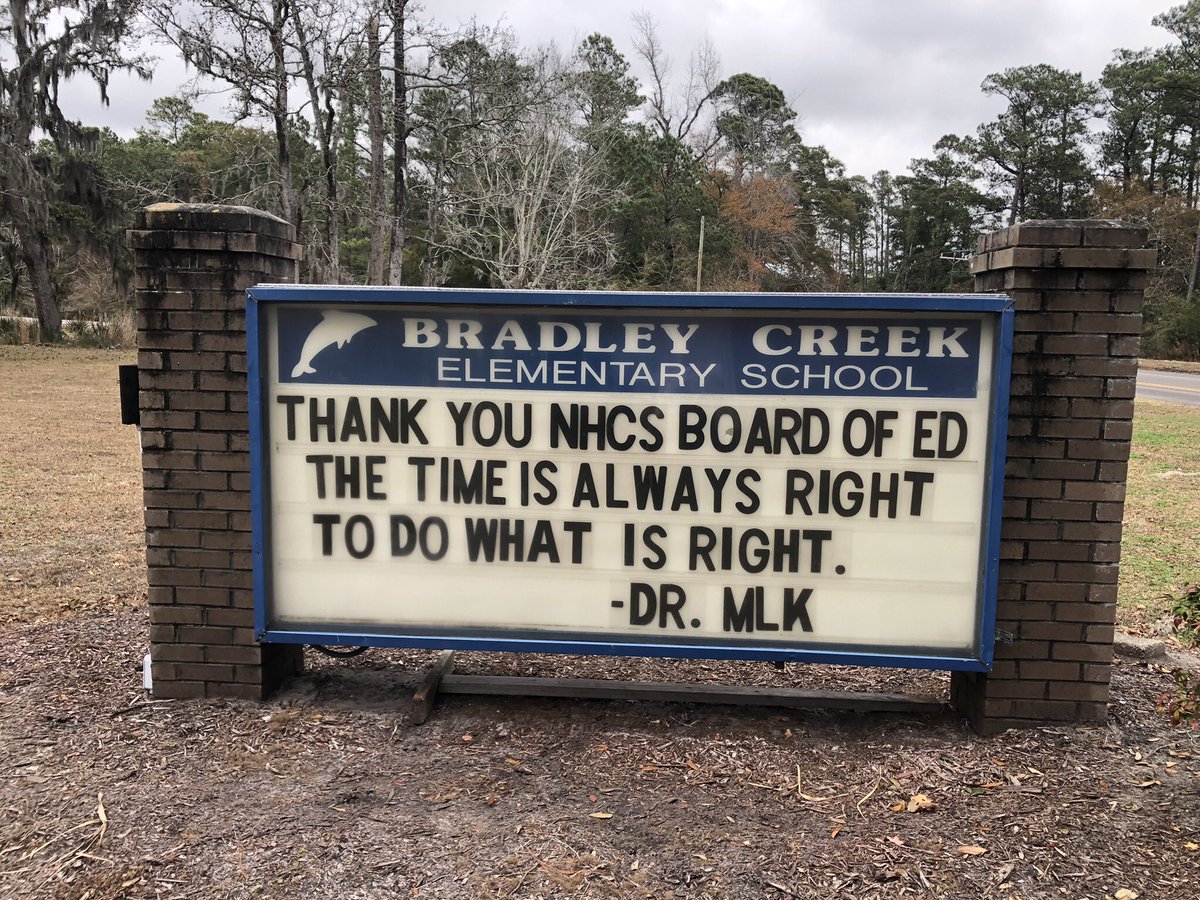 BRADLEY CREEK
ELEMENTARY SCHOOL
THANK YOU NHCS BOARD OF ED
THE TIME IS ALWAYS RIGHT
TO DO WHAT IS RIGHT.
-DR. MLK